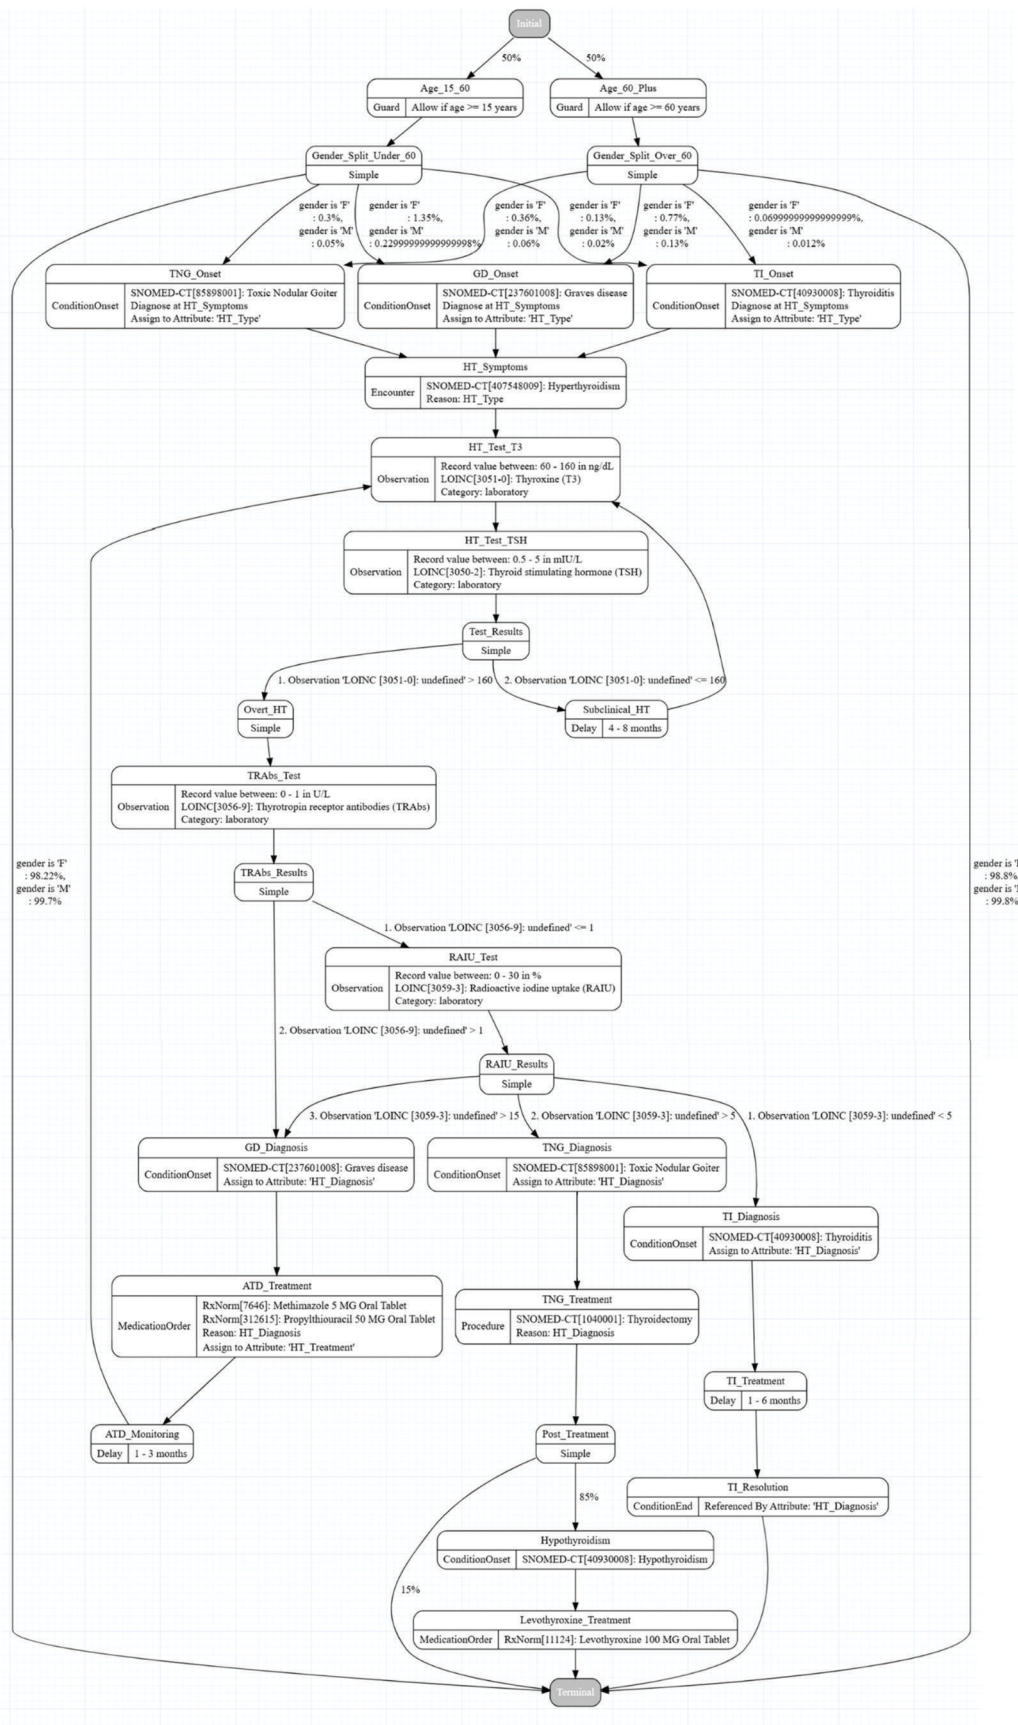 Initial
50%
50%
Age_15_60
Guard
Allow if age >= 15 years
Age_60_Plus
Guard
Allow if age >= 60 years
Gender_Split_Under_60
Simple
Gender_Split_Over_60
Simple
gender is 'F'
: 0.3%,
gender is 'M'
: 0.05%
gender is 'F'
: 1.35%,
gender is 'M'
: 0.22999999999999998%
gender is 'F'
: 0.36%
gender is 'M'
: 0.06%
gender is 'F'
: 0.13%
gender is 'M'
: 0.02%
gender is 'F'
: 0.77%
gender is 'M'
: 0.13%
gender is 'F'
: 0.06999999999999999%,
gender is 'M'
: 0.012%
TNG_Onset
ConditionOnset
SNOMED-CT[85898001]: Toxic Nodular Goiter
Diagnose at HT_Symptoms
Assign to Attribute: 'HT_Type'
GD_Onset
ConditionOnset
SNOMED-CT[237601008]: Graves disease
Diagnose at HT_Symptoms
Assign to Attribute: 'HT_Type'
TI_Onset
ConditionOnset
SNOMED-CT[40930008]: Thyroiditis
Diagnose at HT_Symptoms
Assign to Attribute: 'HT_Type'
HT_Symptoms
Encounter
SNOMED-CT[407548009]: Hyperthyroidism
Reason: HT_Type
HT_Test_T3
Observation
Record value between: 60 - 160 in ng/dL
LOINC[3051-0]: Thyroxine (T3)
Category: laboratory
HT_Test_TSH
Observation
Record value between: 0.5 - 5 in mIU/L
LOINC[3050-2]: Thyroid stimulating hormone (TSH)
Category: laboratory
Test_Results
Simple
1. Observation 'LOINC [3051-0]: undefined' > 160
2. Observation 'LOINC [3051-0]: undefined' <= 160
Overt_HT
Simple
Subclinical_HT
Delay
4 - 8 months
TRAbs_Test
Observation
Record value between: 0 - 1 in U/L
LOINC[3056-9]: Thyrotropin receptor antibodies (TRAbs)
Category: laboratory
gender is 'F'
: 98.22%,
gender is 'M'
: 99.7%
gender is
: 98.8%
gender is
: 99.8%
TRAbs_Results
Simple
1. Observation 'LOINC [3056-9]: undefined' <= 1
RAIU_Test
Observation
Record value between: 0 - 30 in %
LOINC[3059-3]: Radioactive iodine uptake (RAIU)
Category: laboratory
2. Observation 'LOINC [3056-9]: undefined' > 1
RAIU_Results
Simple
3. Observation 'LOINC [3059-3]: undefined' > 15
2. Observation 'LOINC [3059-3]: undefined' > 5
1. Observation 'LOINC [3059-3]: undefined' < 5
GD_Diagnosis
ConditionOnset
SNOMED-CT[237601008]: Graves disease
Assign to Attribute: 'HT_Diagnosis'
TNG_Diagnosis
ConditionOnset
SNOMED-CT[85898001]: Toxic Nodular Goiter
Assign to Attribute: 'HT_Diagnosis'
TI_Diagnosis
ConditionOnset
SNOMED-CT[40930008]: Thyroiditis
Assign to Attribute: 'HT_Diagnosis'
ATD_Treatment
MedicationOrder
RxNorm[7646]: Methimazole 5 MG Oral Tablet
RxNorm[312615]: Propylthiouracil 50 MG Oral Tablet
Reason: HT_Diagnosis
Assign to Attribute: 'HT_Treatment'
TNG_Treatment
Procedure
SNOMED-CT[1040001]: Thyroidectomy
Reason: HT_Diagnosis
TI_Treatment
Delay
1 - 6 months
ATD_Monitoring
Delay
1 - 3 months
Post_Treatment
Simple
TI_Resolution
ConditionEnd
Referenced By Attribute: 'HT_Diagnosis'
85%
Hypothyroidism
ConditionOnset
SNOMED-CT[40930008]: Hypothyroidism
15%
Levothyroxine_Treatment
MedicationOrder
RxNorm[11124]: Levothyroxine 100 MG Oral Tablet
Terminal